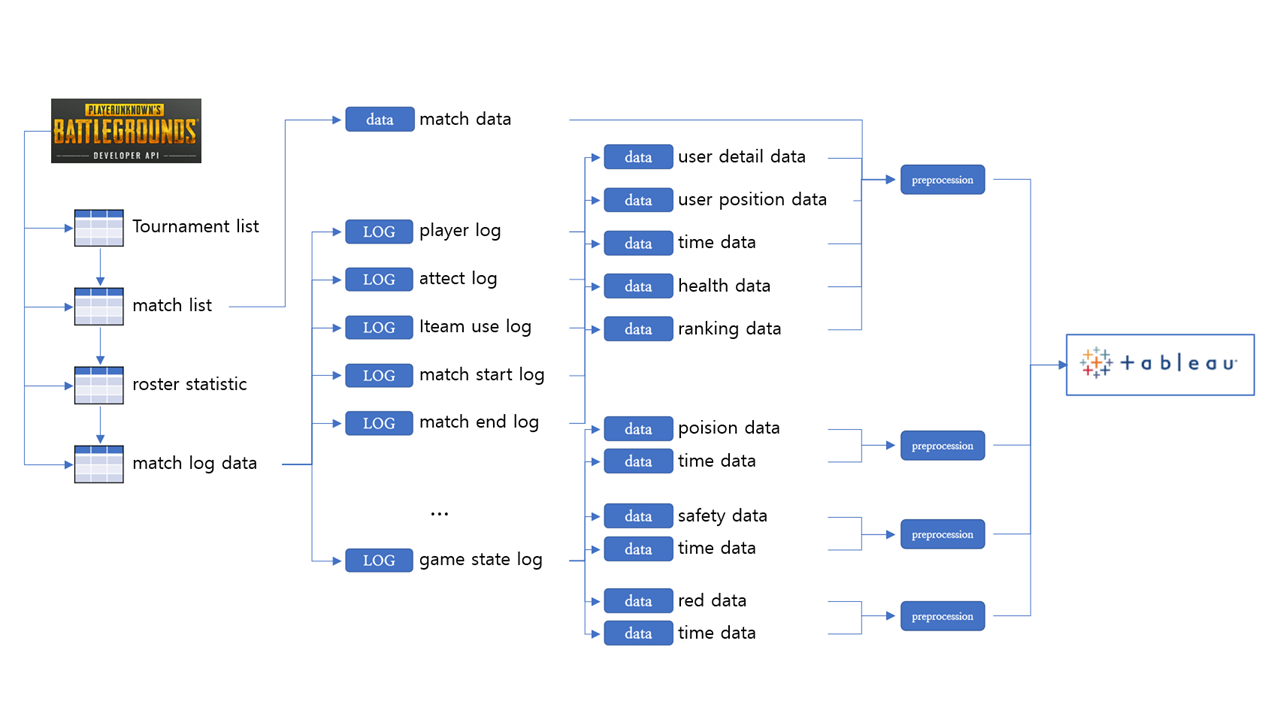 PLAYERUNKNOWN'S
BATTLEGROUNDS
DEVELOPER API
Tournament list
match list
roster statistic
match log data
data match data
LOG player log
LOG attect log
LOG Iteam use log
LOG match start log
LOG match end log
...
LOG game state log
data user detail data
data user position data
data time data
data health data
data ranking data
data poision data
data time data
data safety data
data time data
data red data
data time data
preprocession
preprocession
preprocession
preprocession
+ableau